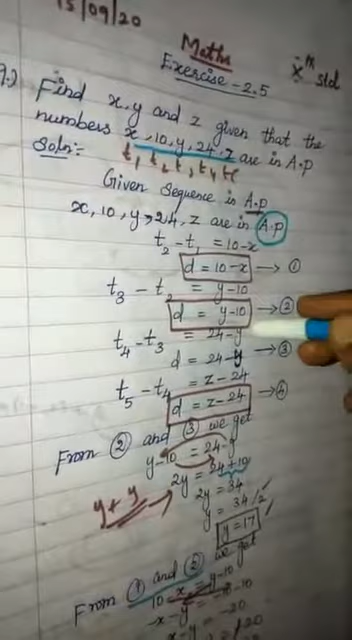 15/09/20
Maths
Exercise - 2.5
Xth std
9.) Find x, y and z given that the
numbers x, 10, y, 24, z are in A.P
t1 t2 t3 t4 t5
Soln:-
Given Sequence is A.P
x, 10, y, 24, z are in A.P
t2 - t1 = 10-x
d = 10-x → ①
t3 - t2 = y-10
d = y-10 → ②
t4 - t3 = 24-y
d = 24-y → ③
t5 - t4 = z-24
d = z-24 → ④
From ② and ③ we get
y-10 = 24-y
2y = 24+10
y+y
2y = 34
y = 34/2
y = 17
From ① and ② we get
10-x = y-10
-x-y = -10-10
-x-y = -20